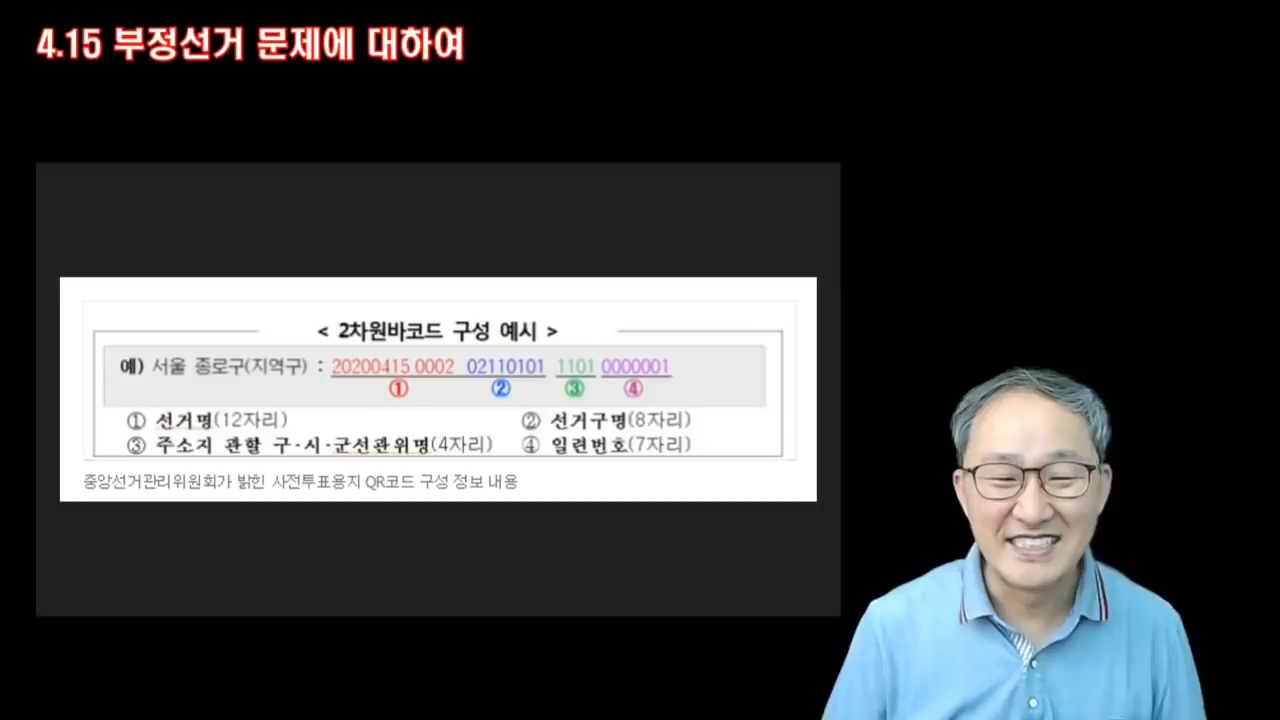 4.15 부정선거 문제에 대하여
< 2차원바코드 구성 예시 >
예) 서울 종로구(지역구) : 20200415 0002 02110101 1101 0000001
① ② ③ ④
① 선거명(12자리) ② 선거구명(8자리)
③ 주소지 관할 구·시·군선관위명(4자리) ④ 일련번호(7자리)
중앙선거관리위원회가 밝힌 사전투표용지 QR코드 구성 정보 내용